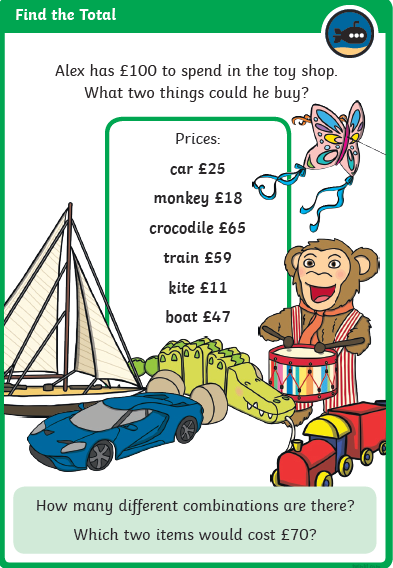 Find the Total
Alex has £100 to spend in the toy shop.
What two things could he buy?
Prices:
car £25
monkey £18
crocodile £65
train £59
kite £11
boat £47
How many different combinations are there?
Which two items would cost £70?